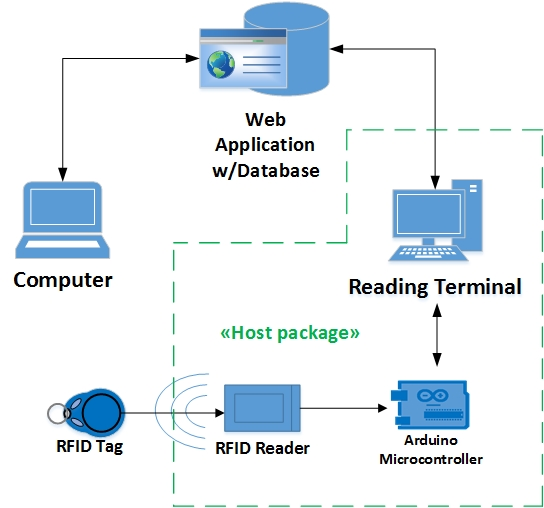 Web
Application
w/Database
Computer
Reading Terminal
«Host package»
RFID Tag
RFID Reader
Arduino
Microcontroller